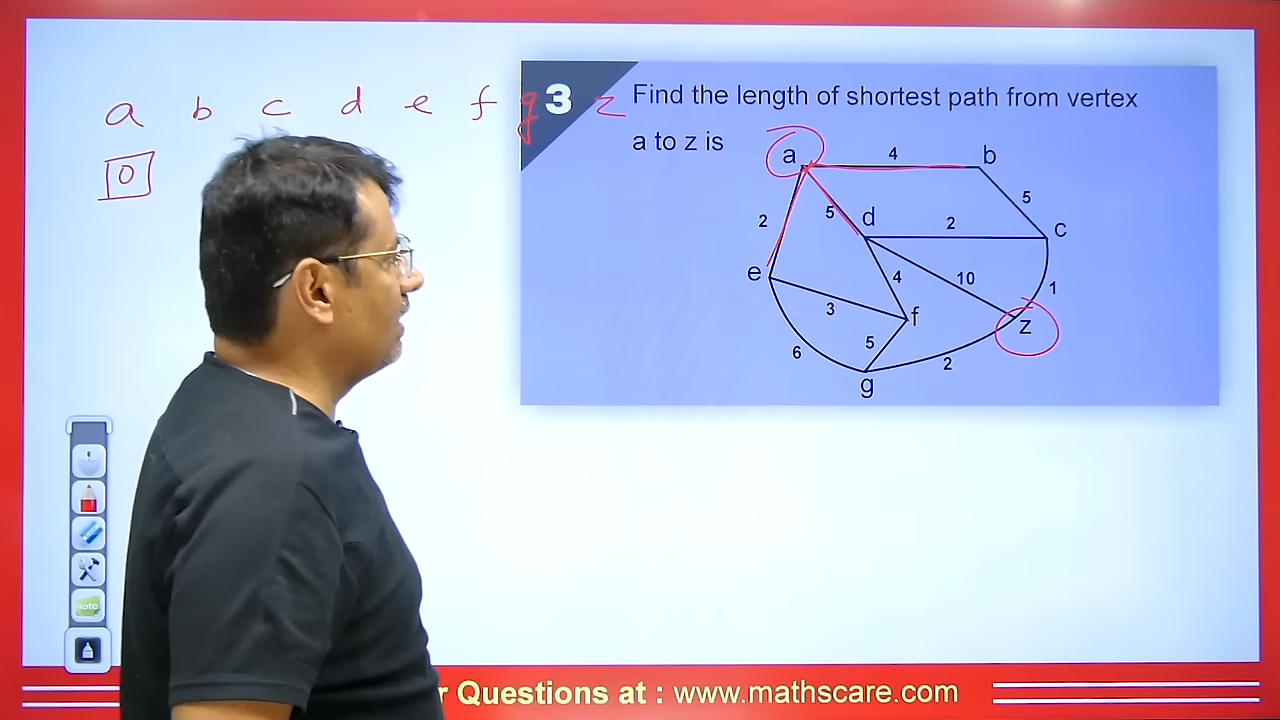 a b c d e f g z
0
3 Find the length of shortest path from vertex
a to z is
a 4 b
5
2 5 d 2 c
e 4 10 1
3 f z
6 5 2
g
Note
r Questions at : www.mathscare.com